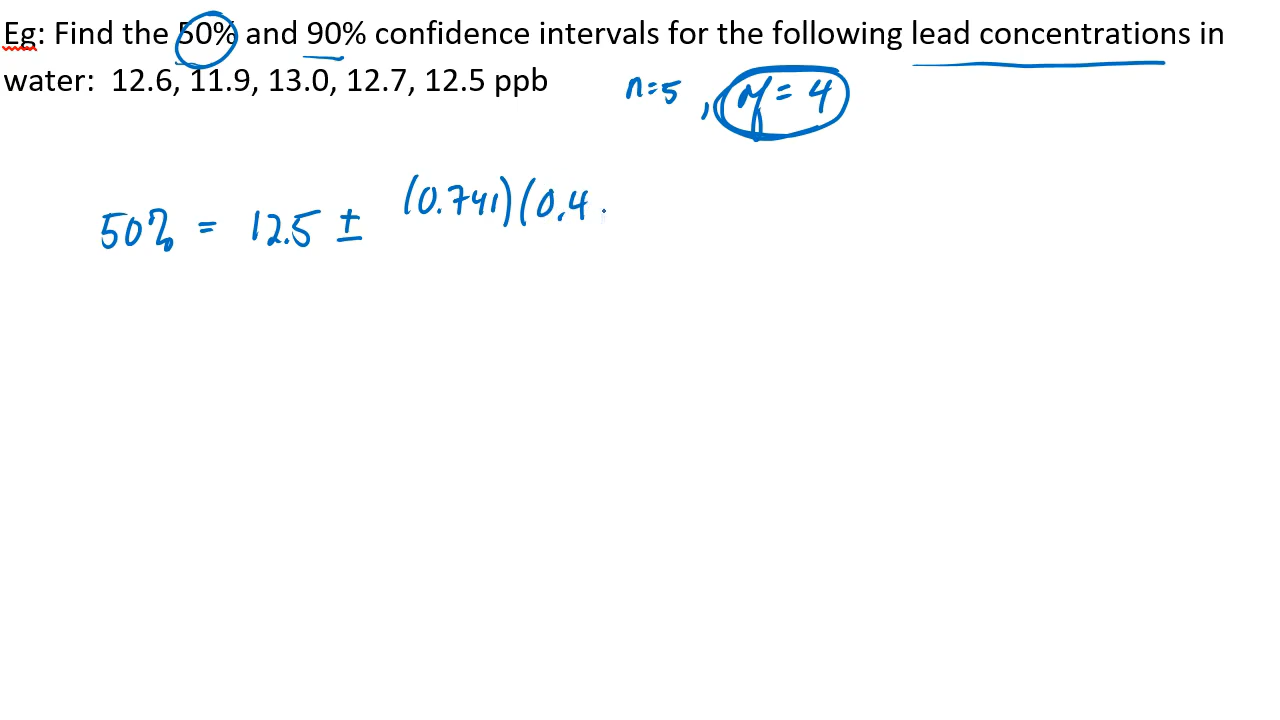 Eg: Find the 50% and 90% confidence intervals for the following lead concentrations in
water: 12.6, 11.9, 13.0, 12.7, 12.5 ppb n=5, y = 4
50% = 12.5 ± (0.741)(0.4